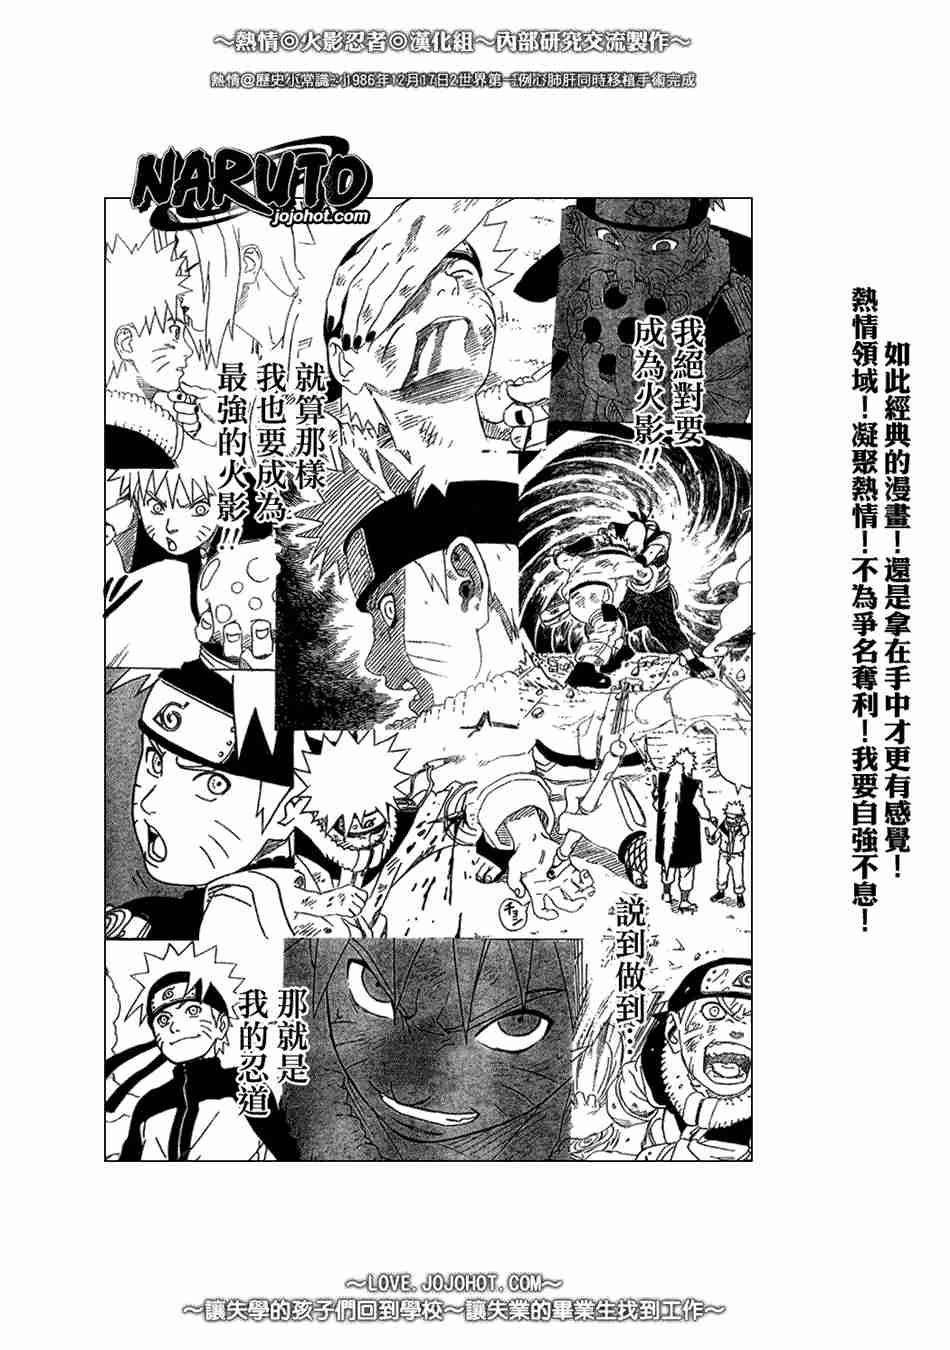 ～熱情◎火影忍者◎漢化組～內部研究交流製作～
熱情@歷史小常識:小1986年12月17日2世界第一例心肺肝同時移植手術完成
NARUTO
jojohot.com
我絕對要
成為火影!!
就算那樣
我也要成為
最強的火影!!
チョン
說到做到…
那就是
我的忍道
如此經典的漫畫！還是拿在手中才更有感覺！
熱情領域！凝聚熱情！不為爭名奪利！我要自強不息！
～LOVE.JOJOHOT.COM～
～讓失學的孩子們回到學校～讓失業的畢業生找到工作～